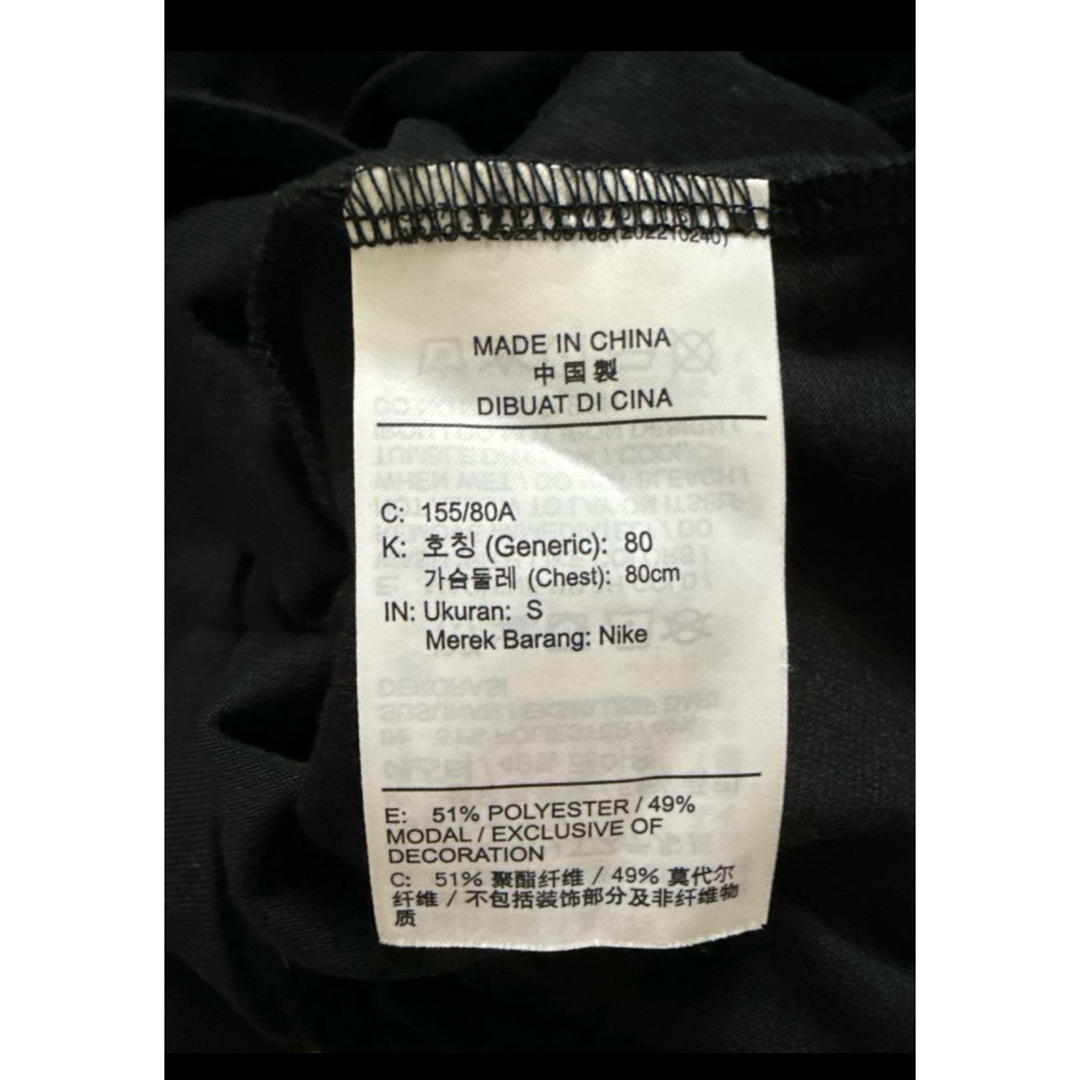 MADE IN CHINA
中国製
DIBUAT DI CINA
C: 155/80A
K: 호칭 (Generic): 80
가슴둘레 (Chest): 80cm
IN: Ukuran: S
Merek Barang: Nike
E: 51% POLYESTER / 49%
MODAL / EXCLUSIVE OF
DECORATION
C: 51% 聚酯纤维 / 49% 莫代尔
纤维 / 不包括装饰部分及非纤维物
质